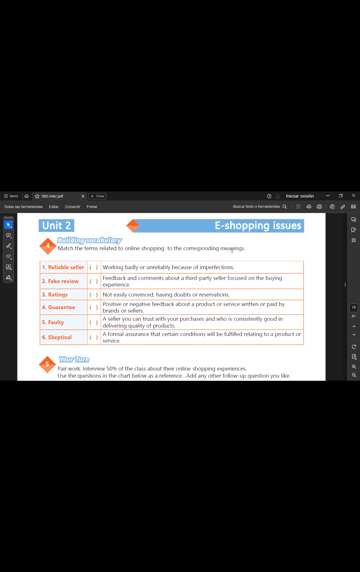 Menú
DBD-mikr.pdf
Crear
Iniciar sesión
Todas las herramientas Editar Convertir Firmar
Buscar texto o herramientas
Unit 2
E-shopping issues
4
Building vocabulary
Match the terms related to online shopping to the corresponding meanings.
1. Reliable seller ( ) Working badly or unreliably because of imperfections.
2. Fake review ( ) Feedback and comments about a third-party seller focused on the buying
experience.
3. Ratings ( ) Not easily convinced; having doubts or reservations.
4. Guarantee ( ) Positive or negative feedback about a product or service written or paid by
brands or sellers.
5. Faulty ( ) A seller you can trust with your purchases and who is consistently good in
delivering quality of products.
6. Skeptical ( ) A formal assurance that certain conditions will be fulfilled relating to a product or
service
5
Your Turn
Pair work. Interview 50% of the class about their online shopping experiences.
Use the questions in the chart below as a reference. Add any other follow-up question you like.